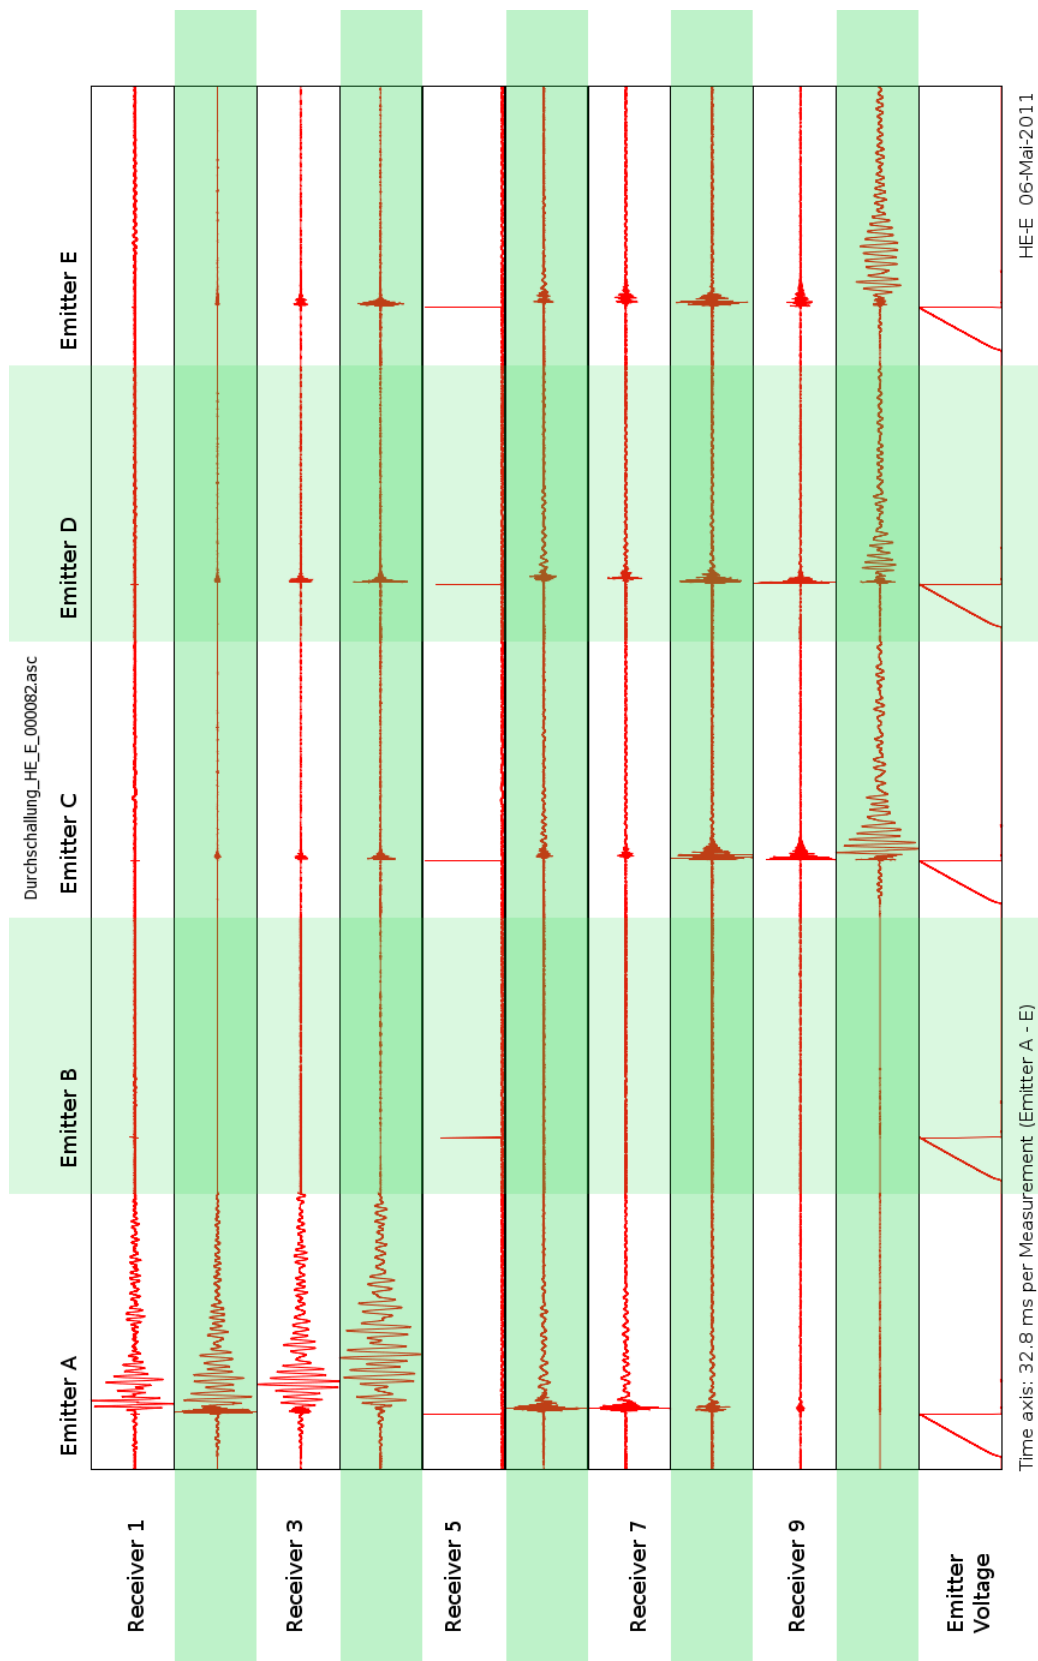 Durchschallung_HE_E_000082.asc
Emitter A
Emitter B
Emitter C
Emitter D
Emitter E
Receiver 1
Receiver 3
Receiver 5
Receiver 7
Receiver 9
Emitter
Voltage
Time axis: 32.8 ms per Measurement (Emitter A - E)
HE-E 06-Mai-2011